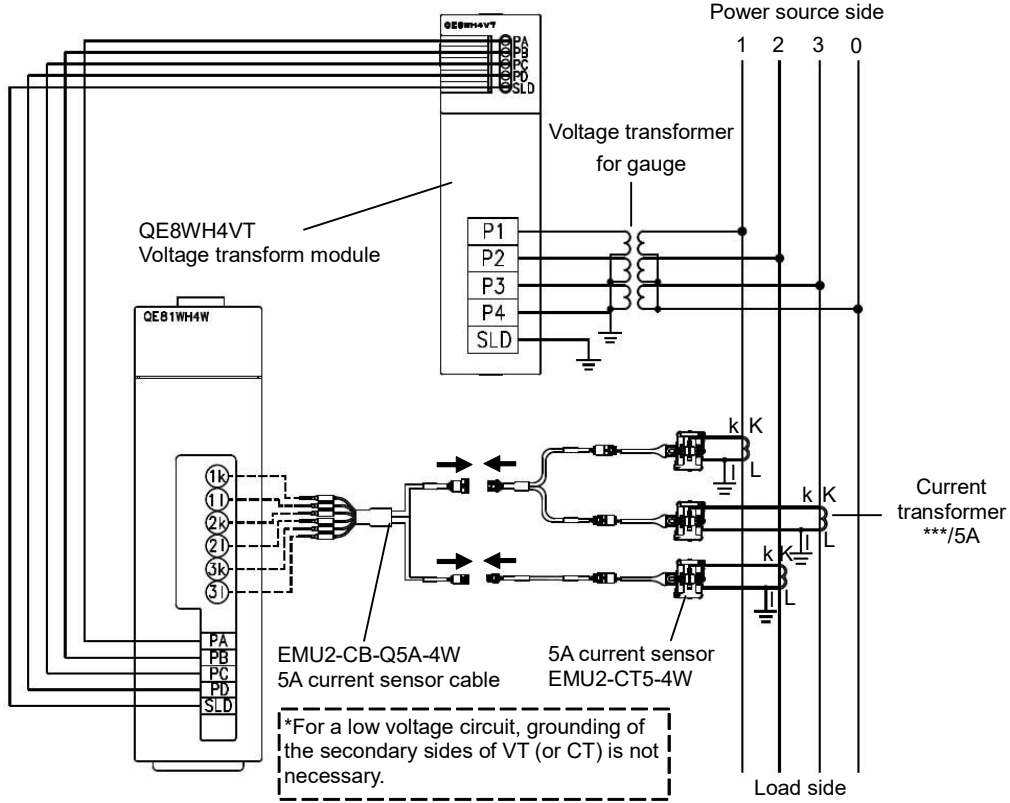 Power source side
1 2 3 0
QE8WH4VT
PA
PB
PC
PD
SLD
Voltage transformer
for gauge
QE8WH4VT
Voltage transform module
P1
P2
P3
P4
SLD
QE81WH4W
1k
1l
2k
2l
3k
3l
PA
PB
PC
PD
SLD
k K
l L
k K
l L
k K
l L
Current
transformer
***/5A
EMU2-CB-Q5A-4W
5A current sensor cable
5A current sensor
EMU2-CT5-4W
*For a low voltage circuit, grounding of
the secondary sides of VT (or CT) is not
necessary.
Load side